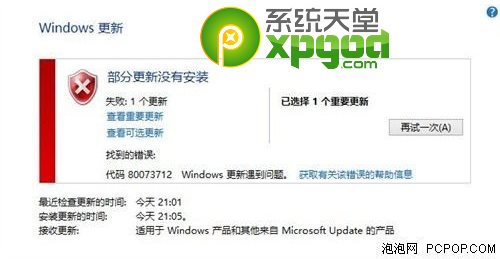 Windows 更新
系统天堂
xpgod
.com
部分更新没有安装
失败: 1 个更新
查看重要更新
查看可选更新
已选择 1 个重要更新
再试一次(A)
找到的错误:
代码 80073712 Windows 更新遇到问题。 获取有关该错误的帮助信息
最近检查更新的时间: 今天 21:01
安装更新的时间: 今天 21:05。
接收更新: 适用于 Windows 产品和其他来自 Microsoft Update 的产品
泡泡网 PCPOP.COM